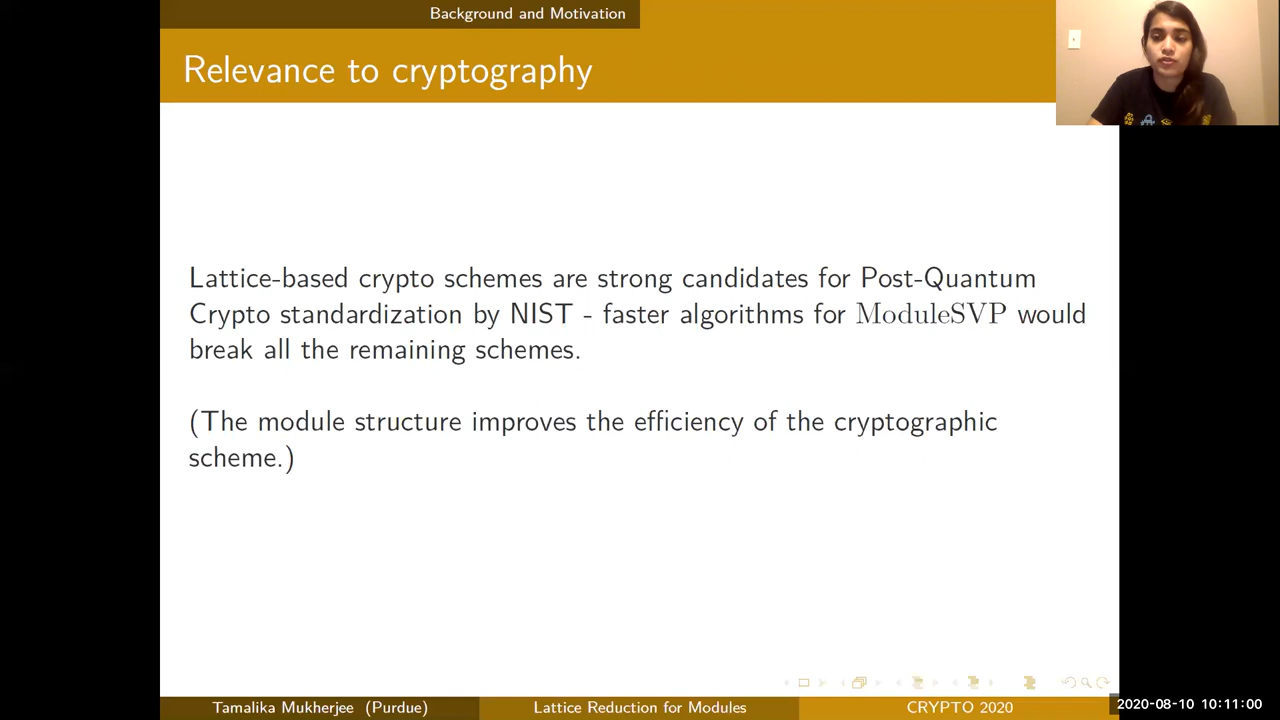 Background and Motivation
Relevance to cryptography
Lattice-based crypto schemes are strong candidates for Post-Quantum
Crypto standardization by NIST - faster algorithms for ModuleSVP would
break all the remaining schemes.
(The module structure improves the efficiency of the cryptographic
scheme.)
Tamalika Mukherjee (Purdue)
Lattice Reduction for Modules
CRYPTO 2020
2020-08-10 10:11:00